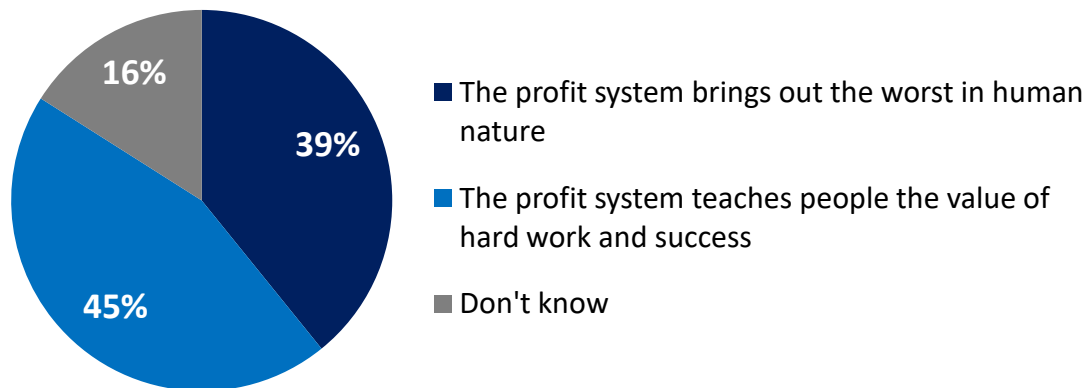 16%
39%
45%
The profit system brings out the worst in human
nature
The profit system teaches people the value of
hard work and success
Don't know